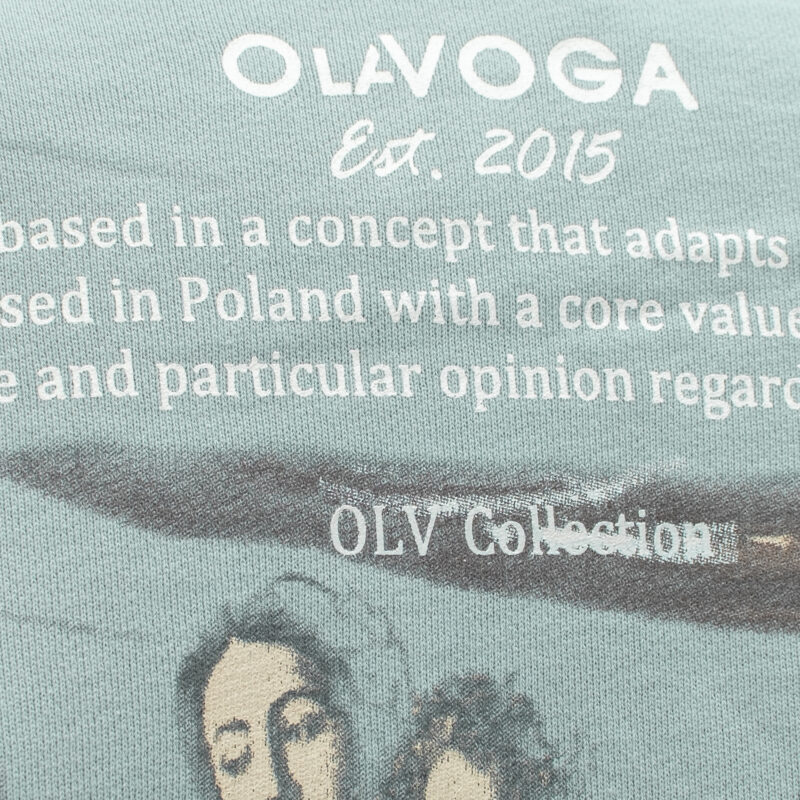 OLAVOGA
Est. 2015
based in a concept that adapts
sed in Poland with a core value
e and particular opinion regard
OLV Collection